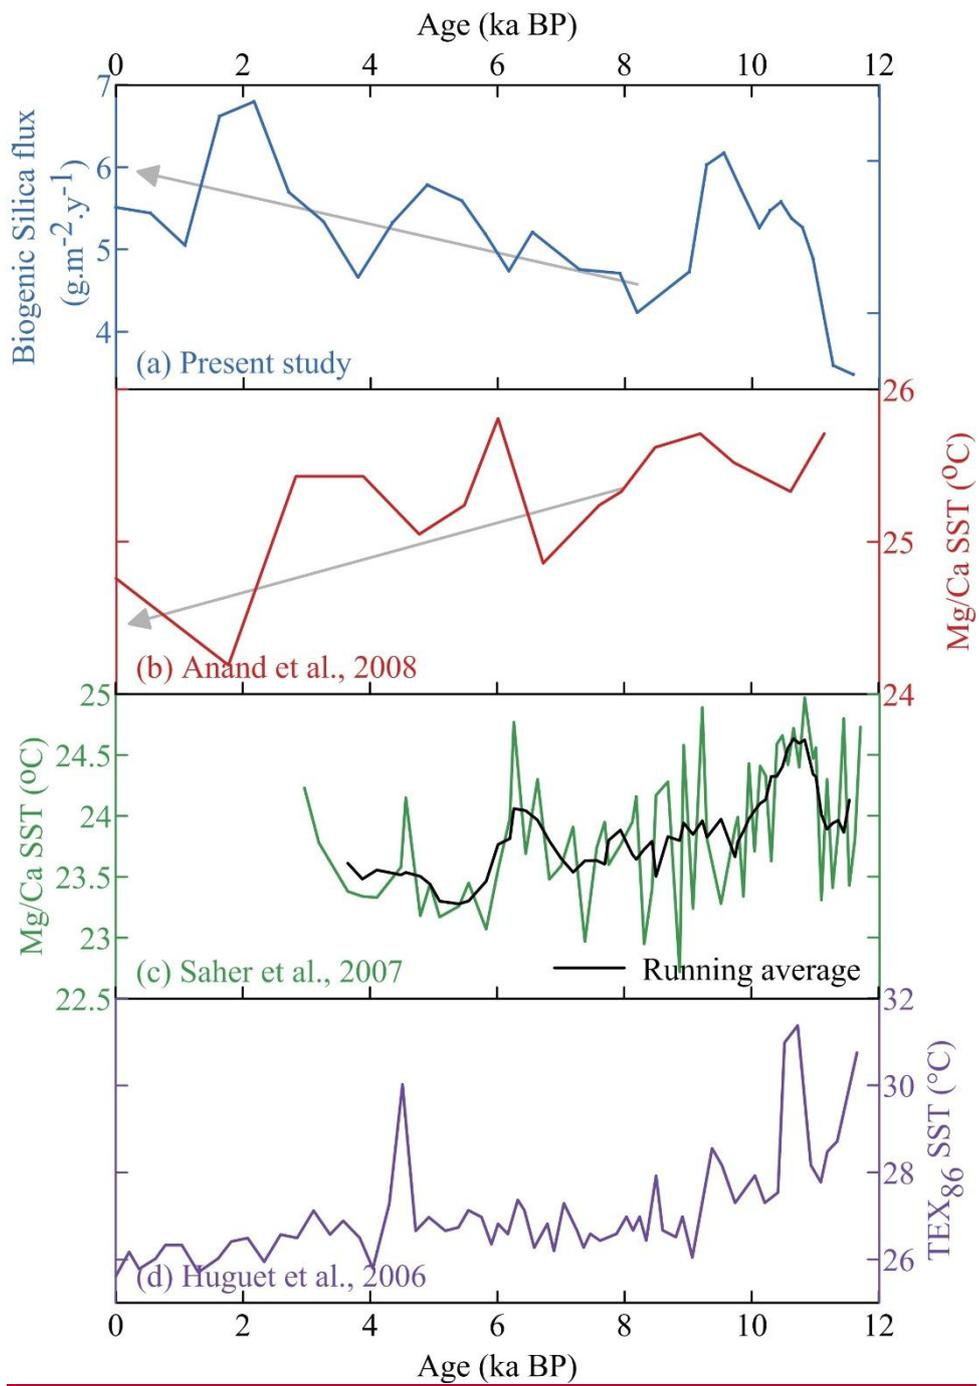 Age (ka BP)
0 2 4 6 8 10 12
Biogenic Silica flux
(g.m-2.y-1)
7
6
5
4
(a) Present study
26
25
24
Mg/Ca SST (oC)
(b) Anand et al., 2008
25
24.5
24
23.5
23
22.5
Mg/Ca SST (oC)
(c) Saher et al., 2007
Running average
32
30
28
26
TEX86 SST (°C)
(d) Huguet et al., 2006
0 2 4 6 8 10 12
Age (ka BP)